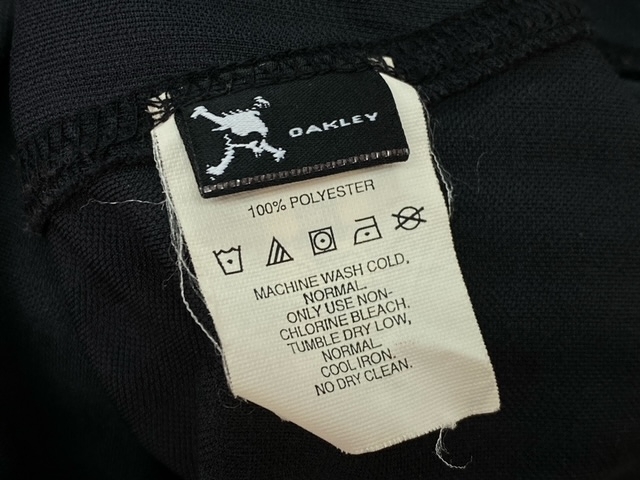 OAKLEY
100% POLYESTER
MACHINE WASH COLD,
NORMAL.
ONLY USE NON-
CHLORINE BLEACH.
TUMBLE DRY LOW,
NORMAL.
COOL IRON.
NO DRY CLEAN.